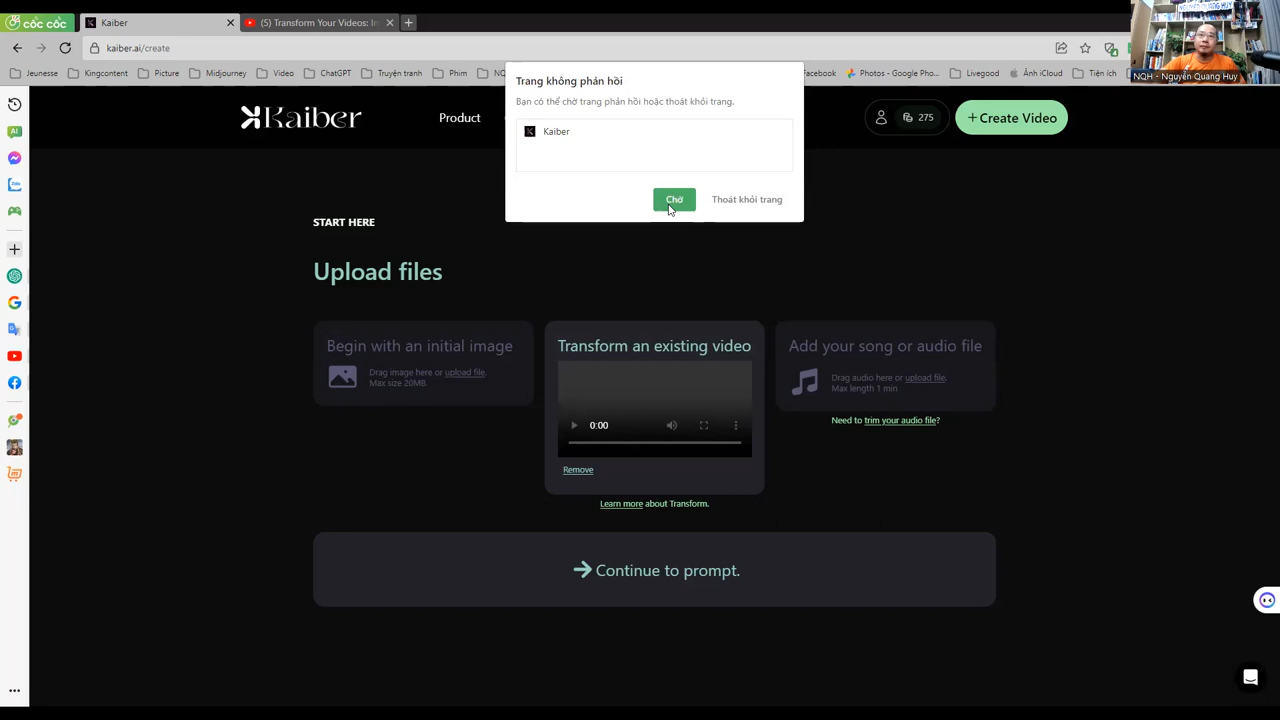 cốc cốc
Kaiber
(5) Transform Your Videos: In
kaiber.ai/create
Jeunesse
Kingcontent
Picture
Midjourney
Video
ChatGPT
Truyện tranh
Phim
Facebook
Photos - Google Pho...
Livegood
Ảnh iCloud
Tiện ích
NGUYEN QUANG HUY
NQH - Nguyễn Quang Huy
Trang không phản hồi
Bạn có thể chờ trang phản hồi hoặc thoát khỏi trang.
Kaiber
Chờ
Thoát khỏi trang
Kaiber
Product
275
+ Create Video
START HERE
Upload files
Begin with an initial image
Drag image here or upload file.
Max size 20MB.
Transform an existing video
0:00
Remove
Learn more about Transform.
Add your song or audio file
Drag audio here or upload file.
Max length 1 min
Need to trim your audio file?
Continue to prompt.